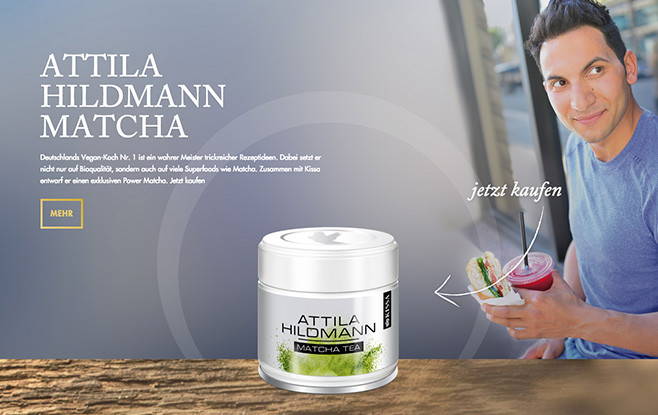 ATTILA
HILDMANN
MATCHA
Deutschlands Vegan-Koch Nr. 1 ist ein wahrer Meister trickreicher Rezeptideen. Dabei setzt er
nicht nur auf Bioqualität, sondern auch auf viele Superfoods wie Matcha. Zusammen mit Kissa
entwarf er einen exklusiven Power Matcha. Jetzt kaufen
MEHR
jetzt kaufen
ATTILA
HILDMANN
MATCHA TEA
KISSA